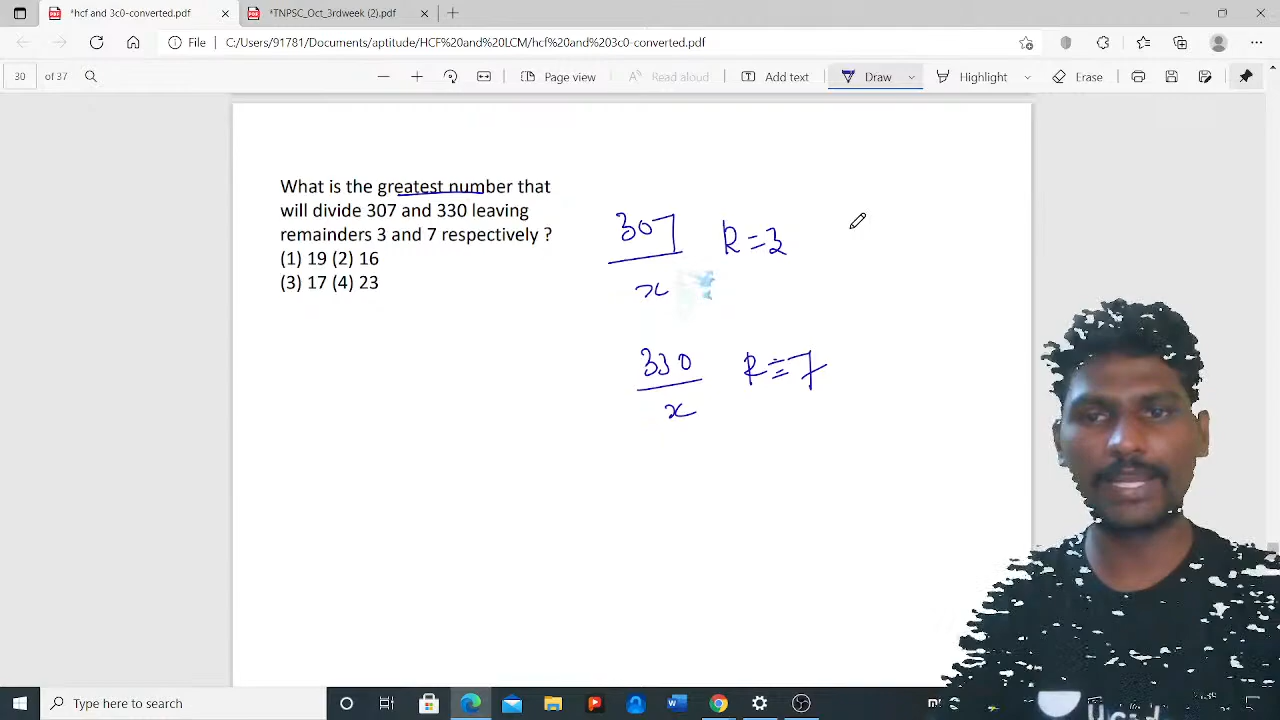 *hcf and 3c0-converted.pdf
*TNPSC_Oct_3rdweek (2).pdf
File C:/Users/91781/Documents/aptitude/HCF%20and%20LCM/hcf%20and%203c0-converted.pdf
30 of 37 Page view Read aloud Add text Draw Highlight Erase
What is the greatest number that
will divide 307 and 330 leaving
remainders 3 and 7 respectively ?
(1) 19 (2) 16
(3) 17 (4) 23
307 R=3
x
330 R=7
x
Type here to search